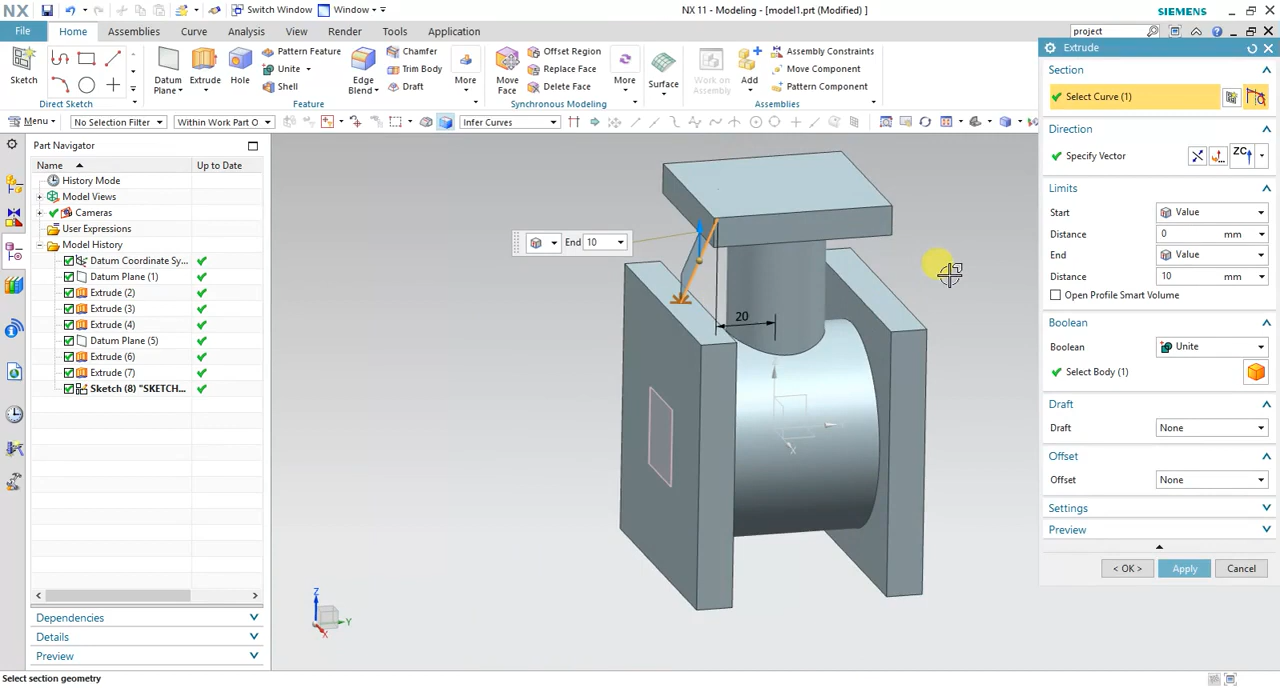 NX
Switch Window
Window
NX 11 - Modeling - [model1.prt (Modified) ]
SIEMENS
File
Home
Assemblies
Curve
Analysis
View
Render
Tools
Application
project
Sketch
Direct Sketch
Datum Plane
Extrude
Hole
Pattern Feature
Unite
Shell
Edge Blend
Chamfer
Trim Body
Draft
More
Feature
Move Face
Offset Region
Replace Face
Delete Face
More
Synchronous Modeling
Surface
Work on Assembly
Add
Assembly Constraints
Move Component
Pattern Component
Assemblies
Menu
No Selection Filter
Within Work Part O
Infer Curves
Part Navigator
Name
Up to Date
History Mode
Model Views
Cameras
User Expressions
Model History
Datum Coordinate Sy...
Datum Plane (1)
Extrude (2)
Extrude (3)
Extrude (4)
Datum Plane (5)
Extrude (6)
Extrude (7)
Sketch (8) "SKETCH...
Dependencies
Details
Preview
End 10
20
X
Z
Y
X
Extrude
Section
Select Curve (1)
Direction
Specify Vector
ZC
Limits
Start
Value
Distance
0 mm
End
Value
Distance
10 mm
Open Profile Smart Volume
Boolean
Boolean
Unite
Select Body (1)
Draft
Draft
None
Offset
Offset
None
Settings
Preview
< OK >
Apply
Cancel
Select section geometry